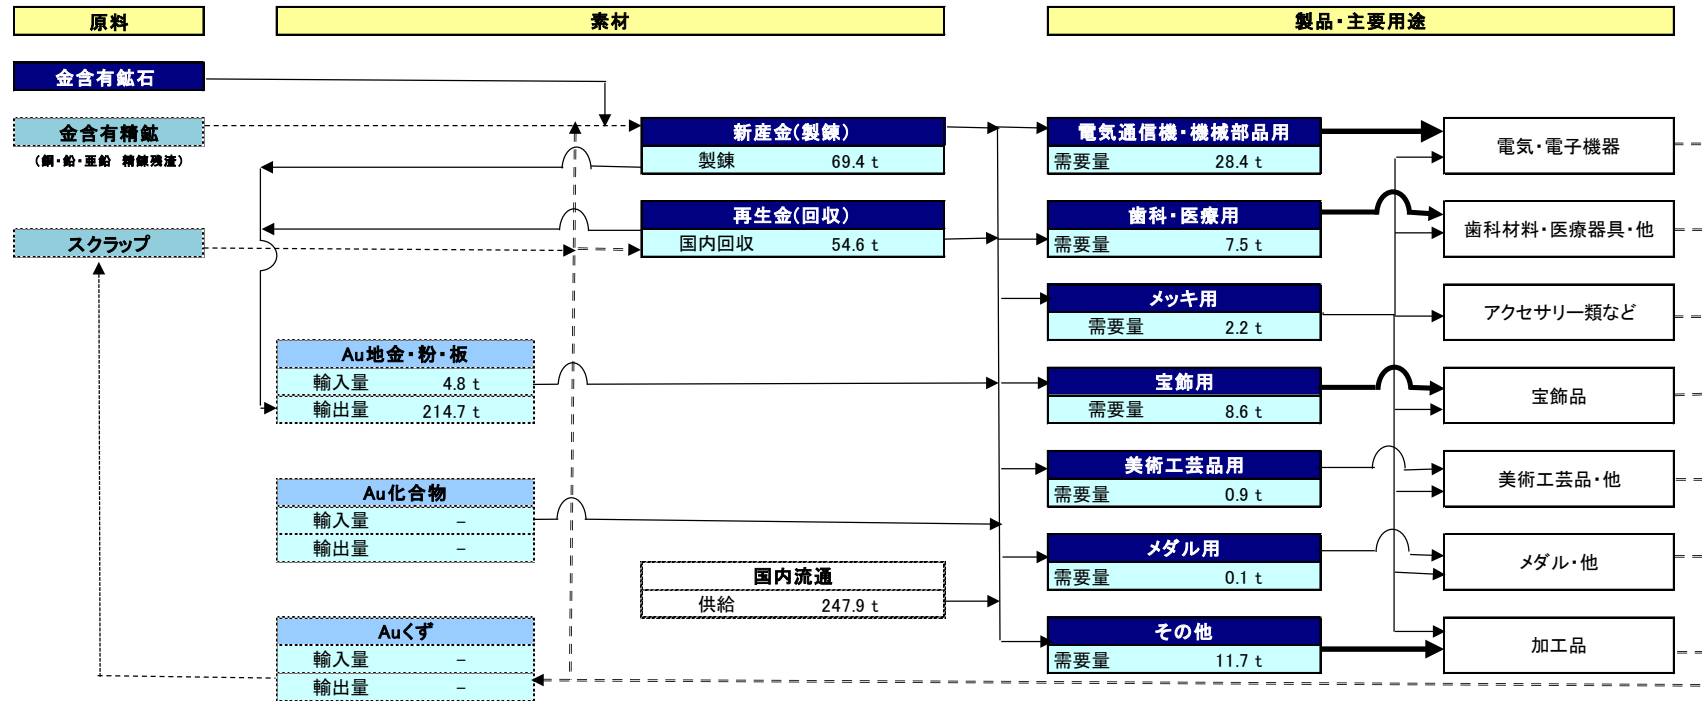 原料
素材
製品・主要用途
金含有鉱石
金含有精鉱
(銅・鉛・亜鉛 精錬残渣)
スクラップ
新産金(製錬)
製錬 69.4 t
再生金(回収)
国内回収 54.6 t
Au地金・粉・板
輸入量 4.8 t
輸出量 214.7 t
Au化合物
輸入量 －
輸出量 －
国内流通
供給 247.9 t
Auくず
輸入量 －
輸出量 －
電気通信機・機械部品用
需要量 28.4 t
歯科・医療用
需要量 7.5 t
メッキ用
需要量 2.2 t
宝飾用
需要量 8.6 t
美術工芸品用
需要量 0.9 t
メダル用
需要量 0.1 t
その他
需要量 11.7 t
電気・電子機器
歯科材料・医療器具・他
アクセサリー類など
宝飾品
美術工芸品・他
メダル・他
加工品